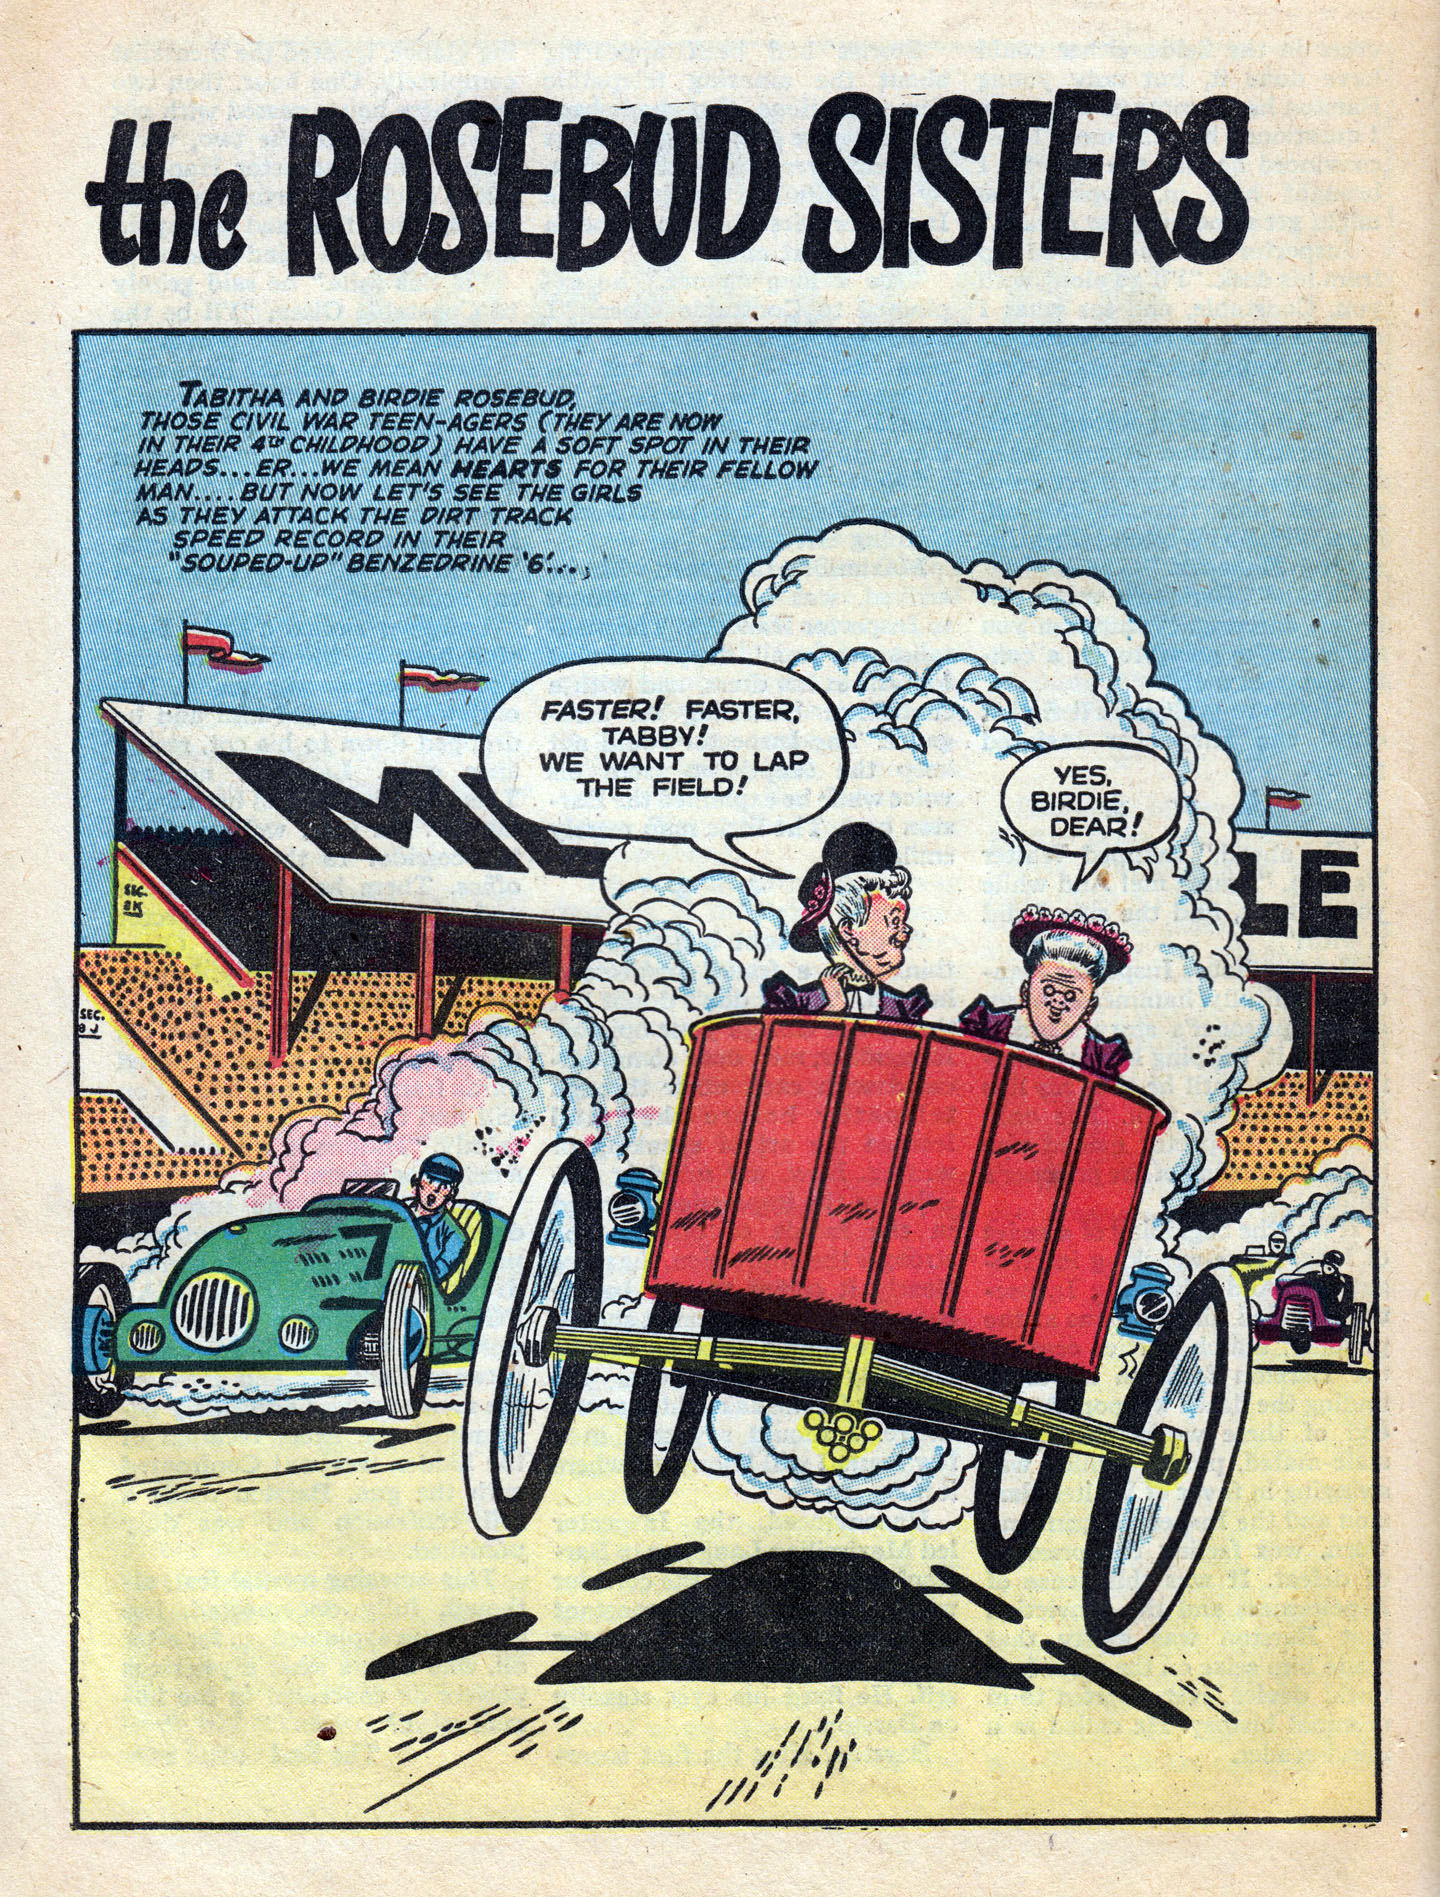 the ROSEBUD SISTERS
TABITHA AND BIRDIE ROSEBUD,
THOSE CIVIL WAR TEEN-AGERS (THEY ARE NOW
IN THEIR 4TH CHILDHOOD) HAVE A SOFT SPOT IN THEIR
HEADS...ER...WE MEAN HEARTS FOR THEIR FELLOW
MAN....BUT NOW LET'S SEE THE GIRLS
AS THEY ATTACK THE DIRT TRACK
SPEED RECORD IN THEIR
"SOUPED-UP" BENZEDRINE '6'...
FASTER! FASTER,
TABBY!
WE WANT TO LAP
THE FIELD!
YES,
BIRDIE,
DEAR!
LE
SEC.
8K
SEC.
8J
7